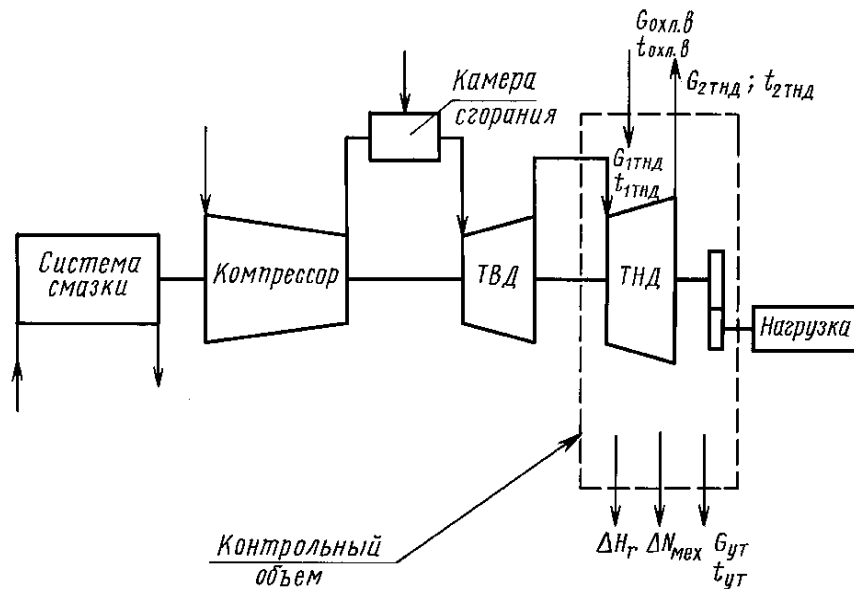 Gохл.в
tохл.в
G2ТНД ; t2ТНД
Камера
сгорания
G1ТНД
t1ТНД
Система
смазки
Компрессор
ТВД
ТНД
Нагрузка
Контрольный
объем
ΔHг ΔNмех Gут
tут